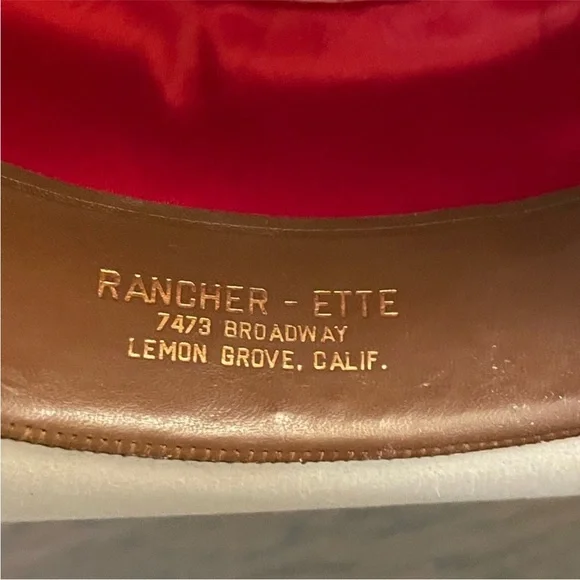 RANCHER - ETTE
7473 BROADWAY
LEMON GROVE, CALIF.